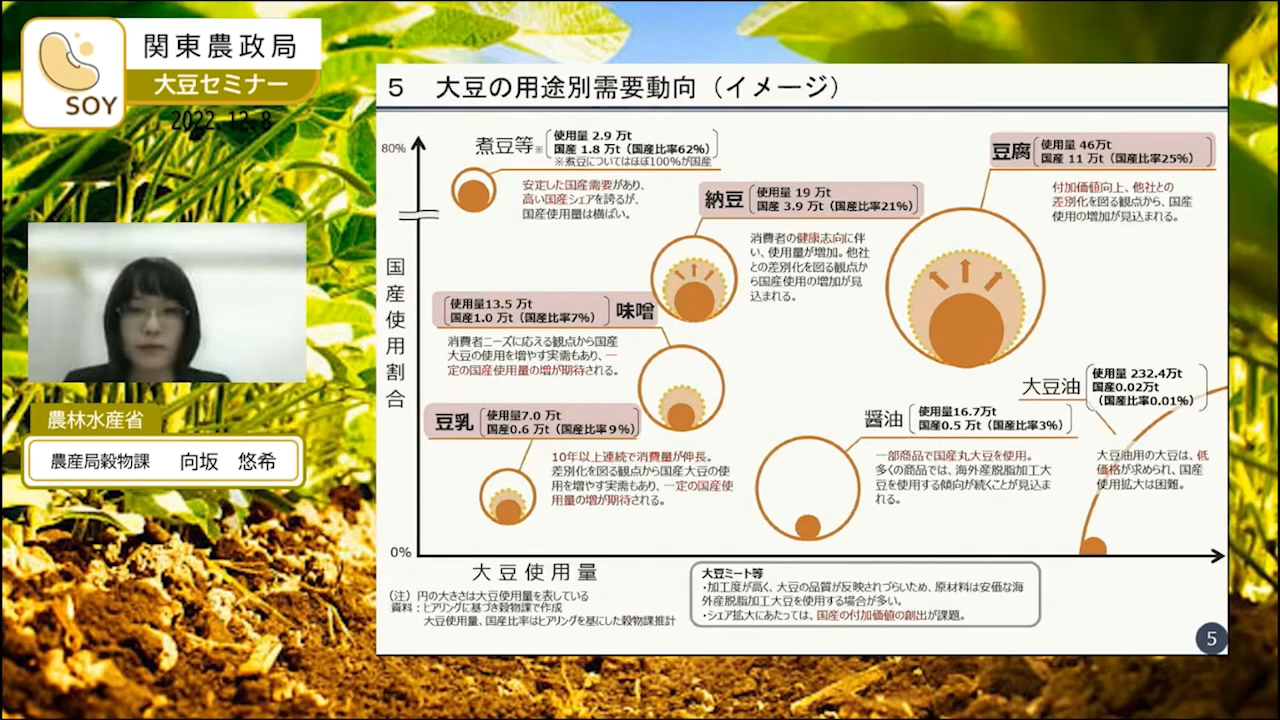 SOY
関東農政局
大豆セミナー
2022.12.8
農林水産省
農産局穀物課 向坂 悠希
5 大豆の用途別需要動向（イメージ）
80%
国産使用割合
0%
大豆使用量
煮豆等※
使用量 2.9 万t
国産 1.8 万t（国産比率62%）
※煮豆についてはほぼ100%が国産
安定した国産需要があり、
高い国産シェアを誇るが、
国産使用量は横ばい。
納豆
使用量 19 万t
国産 3.9 万t（国産比率21%）
消費者の健康志向に伴
い、使用量が増加。他社
との差別化を図る観点か
ら国産使用の増加が見
込まれる。
豆腐
使用量 46万t
国産 11 万t（国産比率25%）
付加価値向上、他社との
差別化を図る観点から、国産
使用の増加が見込まれる。
使用量13.5 万t
国産1.0 万t（国産比率7%）
味噌
消費者ニーズに応える観点から国産
大豆の使用を増やす実需もあり、一
定の国産使用量の増が期待される。
豆乳
使用量7.0 万t
国産0.6 万t（国産比率９%）
10年以上連続で消費量が伸長。
差別化を図る観点から国産大豆の使
用を増やす実需もあり、一定の国産使
用量の増が期待される。
醤油
使用量16.7万t
国産0.5 万t（国産比率3%）
一部商品で国産丸大豆を使用。
多くの商品では、海外産脱脂加工大
豆を使用する傾向が続くことが見込ま
れる。
大豆油
使用量 232.4万t
国産0.02万t
（国産比率0.01%）
大豆油用の大豆は、低
価格が求められ、国産
使用拡大は困難。
（注）円の大きさは大豆使用量を表している
資料：ヒアリングに基づき穀物課で作成
大豆使用量、国産比率はヒアリングを基にした穀物課推計
大豆ミート等
・加工度が高く、大豆の品質が反映されづらいため、原材料は安価な海
外産脱脂加工大豆を使用する場合が多い。
・シェア拡大にあたっては、国産の付加価値の創出が課題。
5